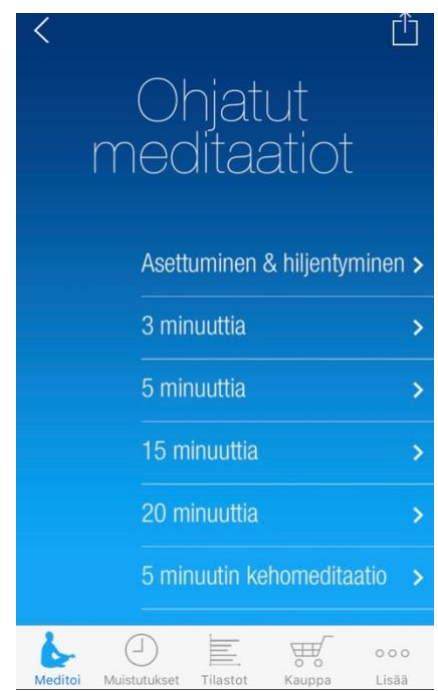 Ohjatut
meditaatiot
Asettuminen & hiljentyminen
3 minuuttia
5 minuuttia
15 minuuttia
20 minuuttia
5 minuutin kehomeditaatio
Meditoi Muistutukset Tilastot Kauppa Lisää